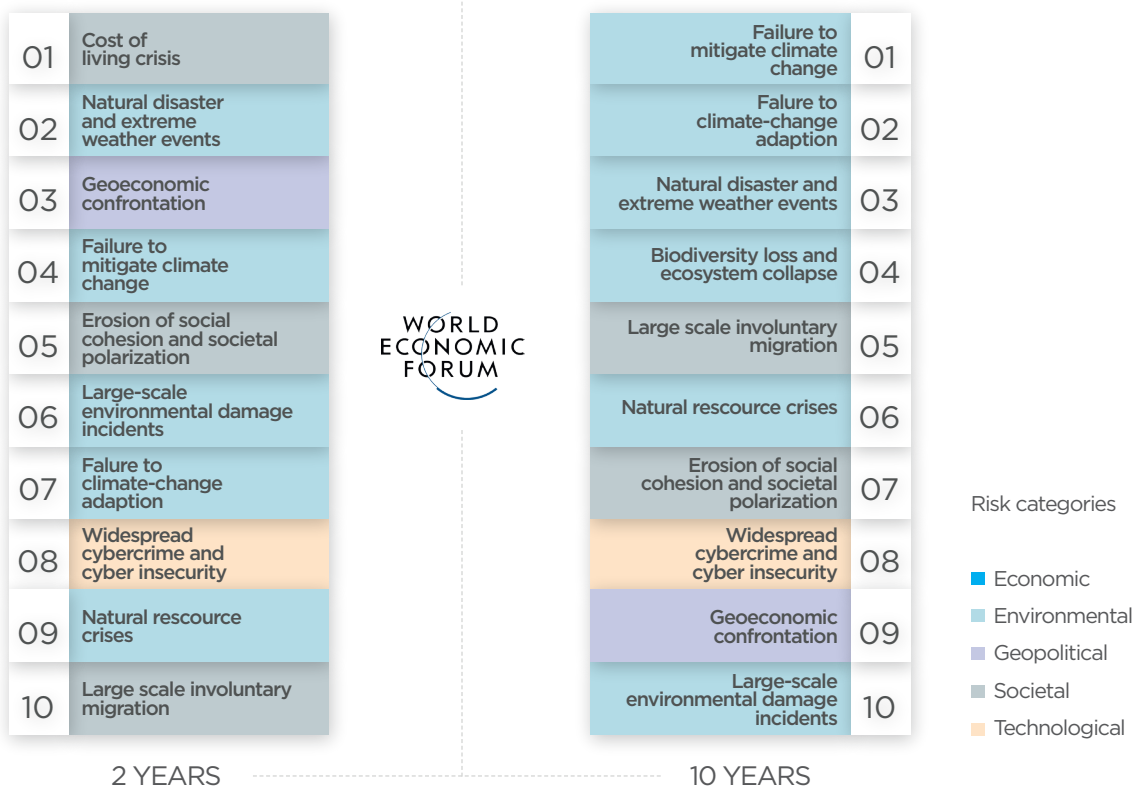 01
Cost of
living crisis
02
Natural disaster
and extreme
weather events
03
Geoeconomic
confrontation
04
Failure to
mitigate climate
change
05
Erosion of social
cohesion and societal
polarization
06
Large-scale
environmental damage
incidents
07
Falure to
climate-change
adaption
08
Widespread
cybercrime and
cyber insecurity
09
Natural rescource
crises
10
Large scale involuntary
migration
2 YEARS
WORLD
ECONOMIC
FORUM
Failure to
mitigate climate
change
01
Falure to
climate-change
adaption
02
Natural disaster and
extreme weather events
03
Biodiversity loss and
ecosystem collapse
04
Large scale involuntary
migration
05
Natural rescource crises
06
Erosion of social
cohesion and societal
polarization
07
Widespread
cybercrime and
cyber insecurity
08
Geoeconomic
confrontation
09
Large-scale
environmental damage
incidents
10
10 YEARS
Risk categories
Economic
Environmental
Geopolitical
Societal
Technological